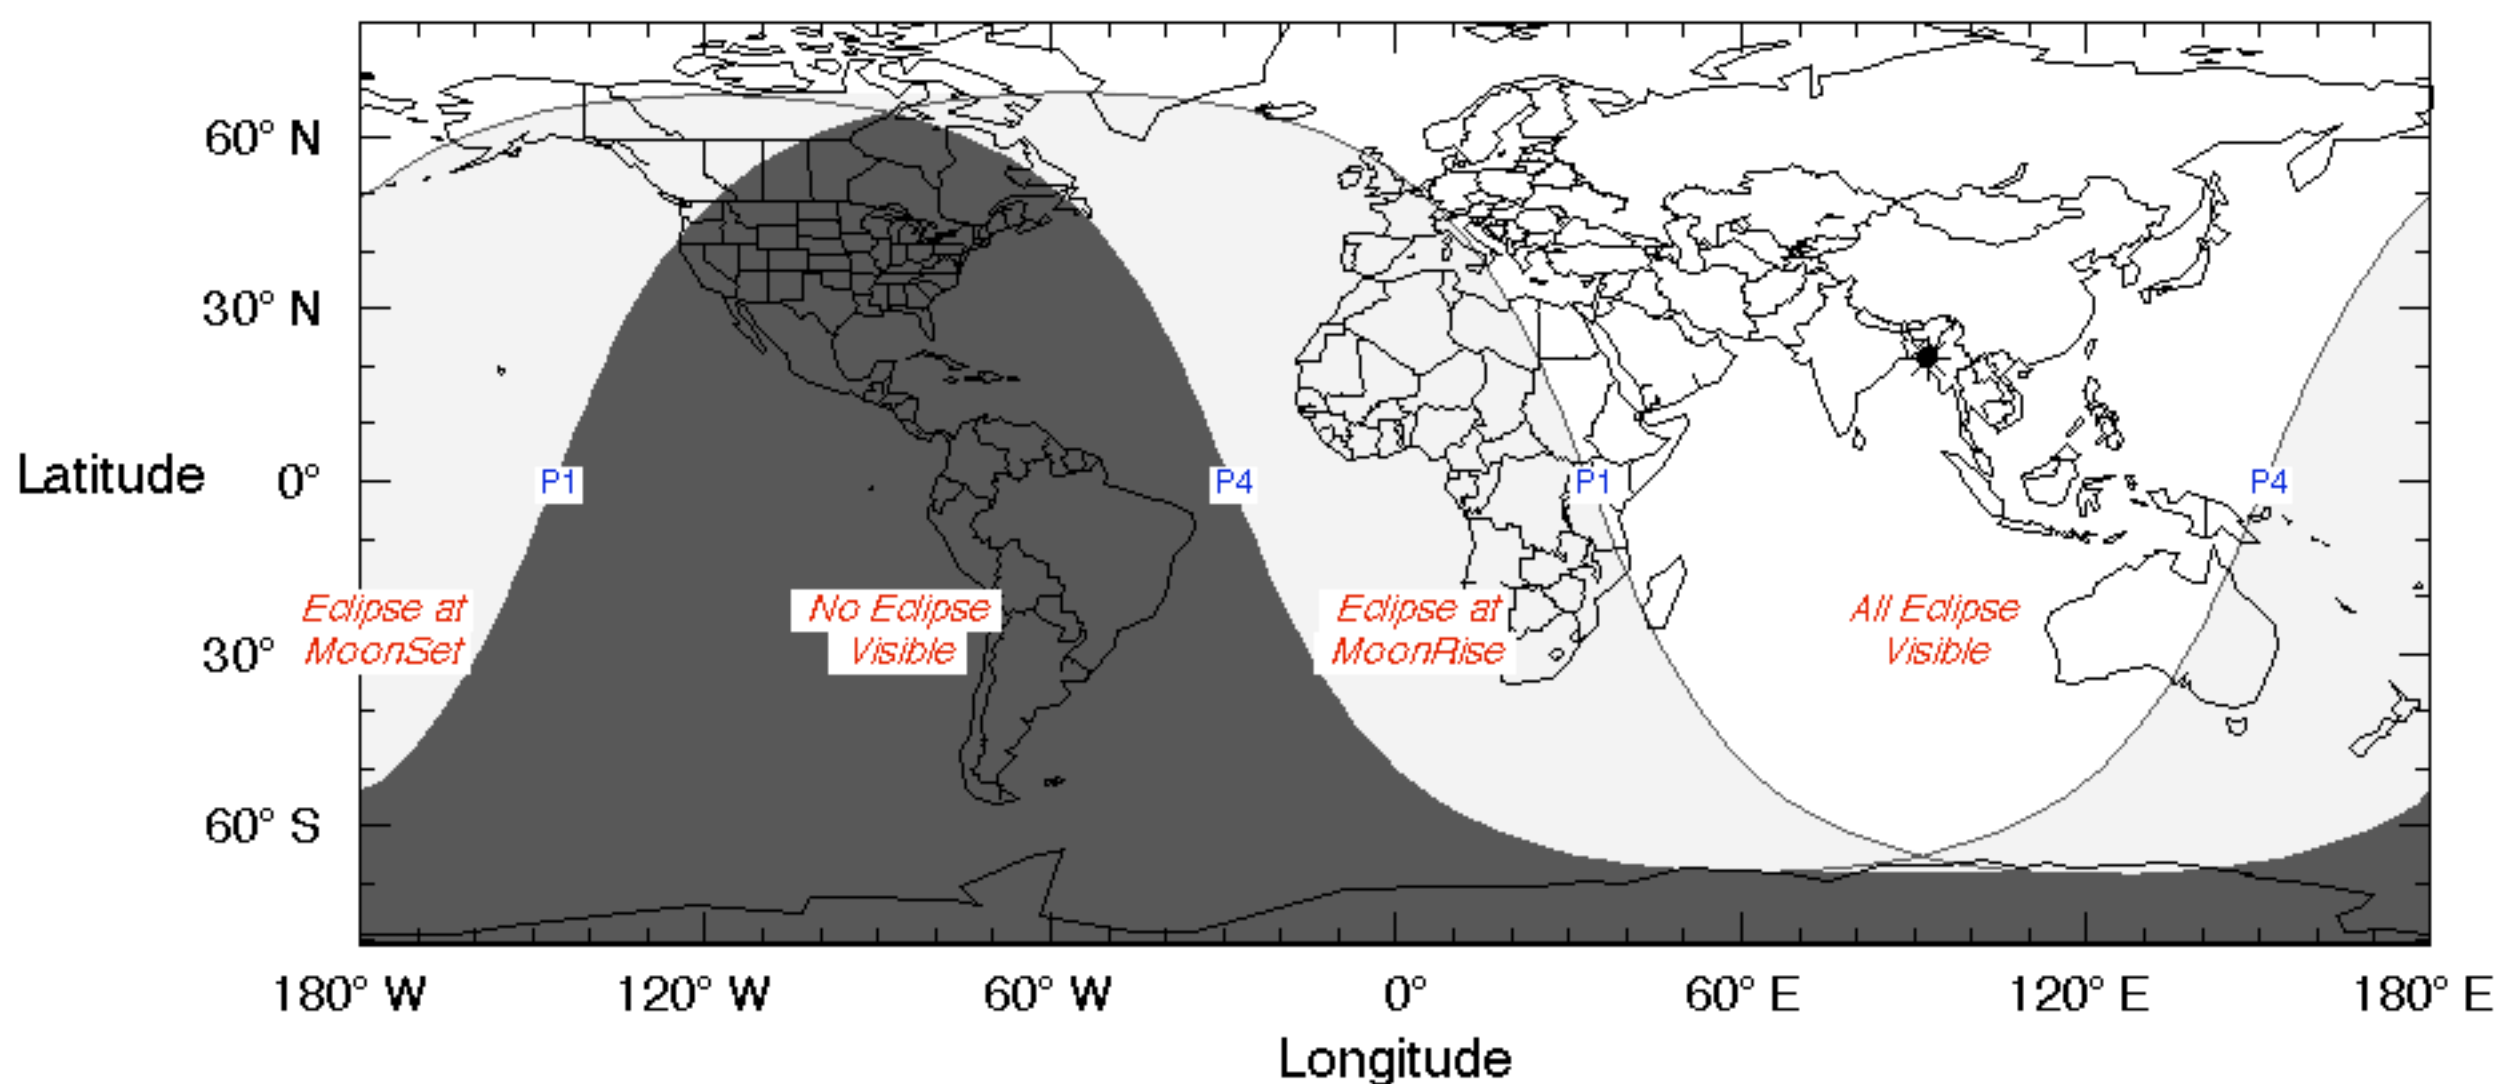 60° N
30° N
Latitude 0°
P1 P4 P1 P4
Eclipse at
MoonSet
No Eclipse
Visible
Eclipse at
MoonRise
All Eclipse
Visible
30°
60° S
180° W 120° W 60° W 0° 60° E 120° E 180° E
Longitude